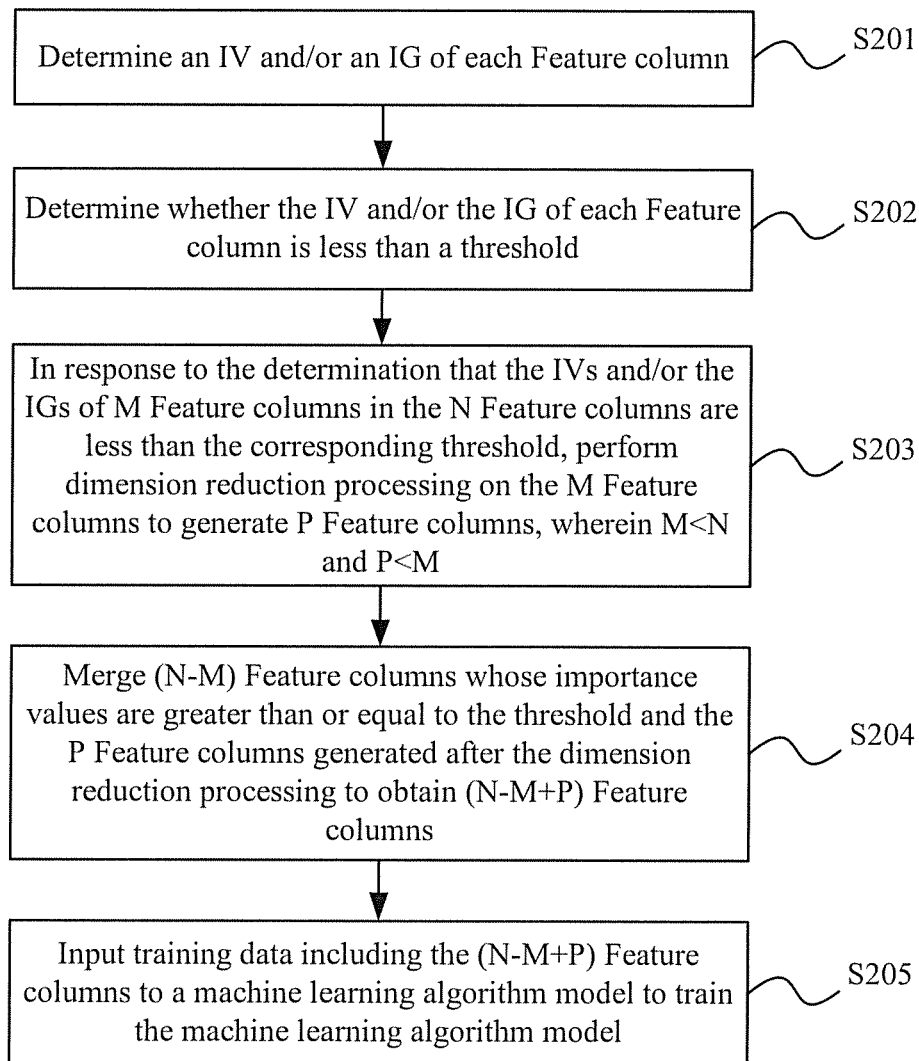 Determine an IV and/or an IG of each Feature column
S201
Determine whether the IV and/or the IG of each Feature
column is less than a threshold
S202
In response to the determination that the IVs and/or the
IGs of M Feature columns in the N Feature columns are
less than the corresponding threshold, perform
dimension reduction processing on the M Feature
columns to generate P Feature columns, wherein M<N
and P<M
S203
Merge (N-M) Feature columns whose importance
values are greater than or equal to the threshold and the
P Feature columns generated after the dimension
reduction processing to obtain (N-M+P) Feature
columns
S204
Input training data including the (N-M+P) Feature
columns to a machine learning algorithm model to train
the machine learning algorithm model
S205